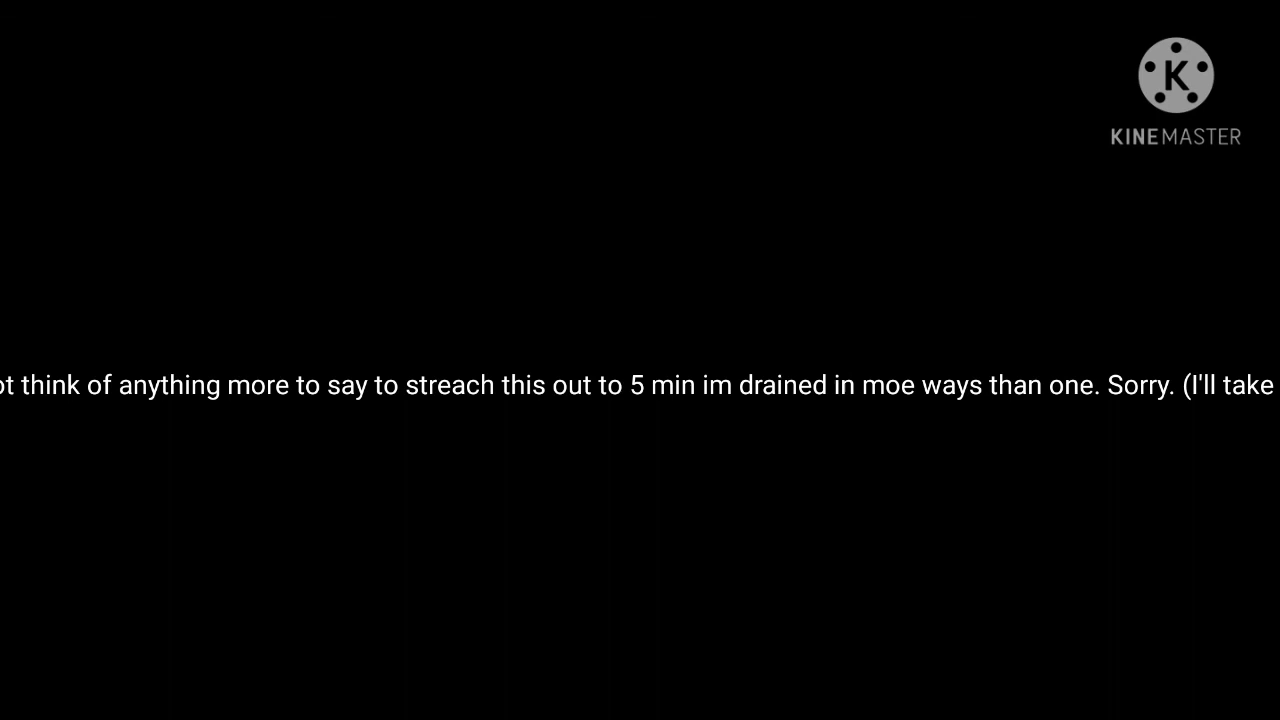 KINEMASTER
ot think of anything more to say to streach this out to 5 min im drained in moe ways than one. Sorry. (I'll take